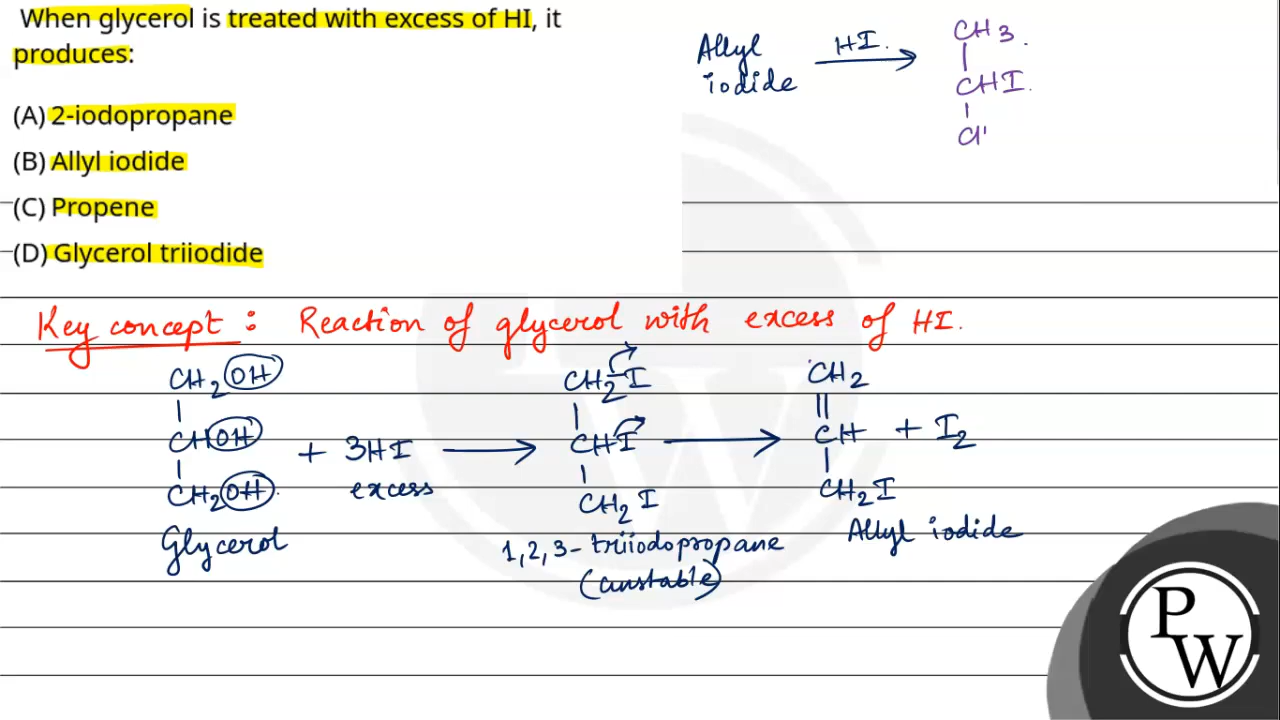 When glycerol is treated with excess of HI, it
produces:
(A) 2-iodopropane
(B) Allyl iodide
(C) Propene
(D) Glycerol triiodide
Allyl
iodide
HI.
CH3.
CHI.
Key concept: Reaction of glycerol with excess of HI.
CH2OH
CHOH
CH2OH
Glycerol
+ 3HI
excess
CH2I
CHI
CH2I
1,2,3-triiodopropane
(unstable)
CH2
||
CH + I2
CH2I
Allyl iodide
P
W